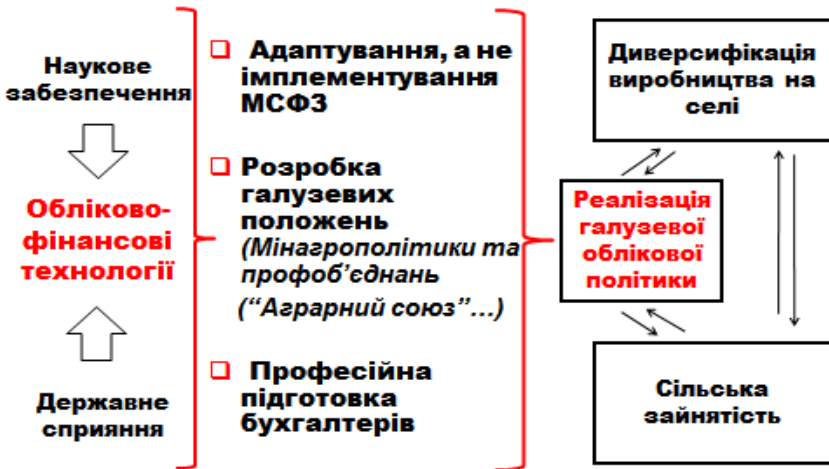 Наукове
забезпечення
Обліково-
фінансові
технології
Державне
сприяння
Адаптування, а не
імплементування
МСФЗ
Розробка
галузевих
положень
(Мінагрополітики та
профоб’єднань
(“Аграрний союз”…)
Професійна
підготовка
бухгалтерів
Диверсифікація
виробництва на
селі
Реалізація
галузевої
облікової
політики
Сільська
зайнятість